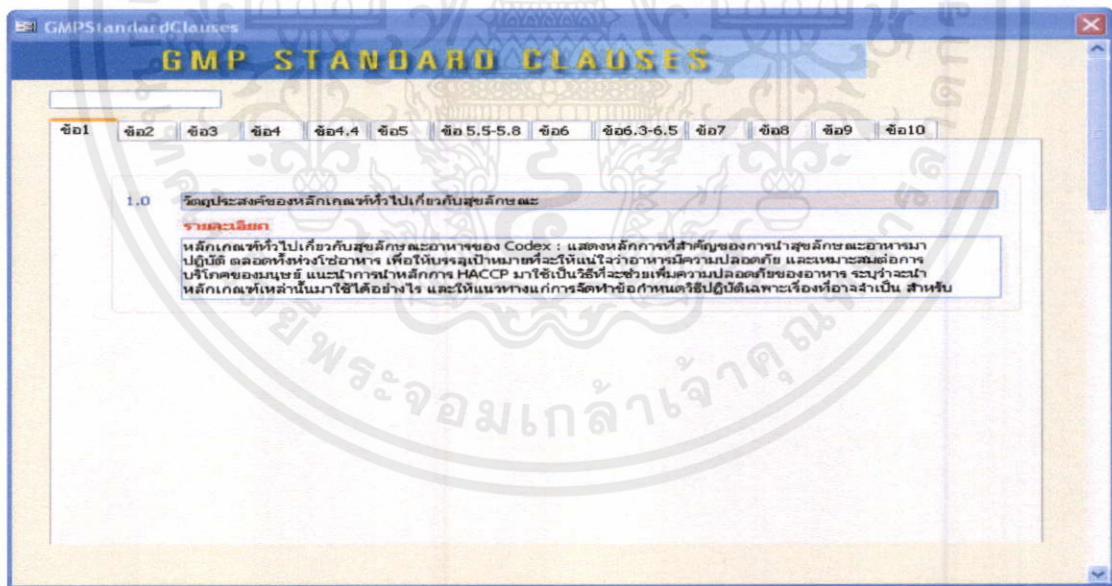 GMPStandardClauses
GMP STANDARD CLAUSES
ข้อ1 ข้อ2 ข้อ3 ข้อ4 ข้อ4.4 ข้อ5 ข้อ 5.5-5.8 ข้อ6 ข้อ6.3-6.5 ข้อ7 ข้อ8 ข้อ9 ข้อ10
1.0 วัตถุประสงค์ของหลักเกณฑ์ทั่วไปเกี่ยวกับสุขลักษณะ
รายละเอียด
หลักเกณฑ์ทั่วไปเกี่ยวกับสุขลักษณะอาหารของ Codex : แสดงหลักการที่สำคัญของการนำสุขลักษณะอาหารมา
ปฏิบัติ ตลอดทั้งห่วงโซ่อาหาร เพื่อให้บรรลุเป้าหมายที่จะให้แน่ใจว่าอาหารมีความปลอดภัย และเหมาะสมต่อการ
บริโภคของมนุษย์ แนะนำการนำหลักการ HACCP มาใช้เป็นวิธีที่จะช่วยเพิ่มความปลอดภัยของอาหาร ระบุว่าจะนำ
หลักเกณฑ์เหล่านั้นมาใช้ได้อย่างไร และให้แนวทางแก่การจัดทำข้อกำหนดวิธีปฏิบัติเฉพาะเรื่องที่อาจจำเป็น สำหรับ
พระจอมเกล้าเจ้าคุณ